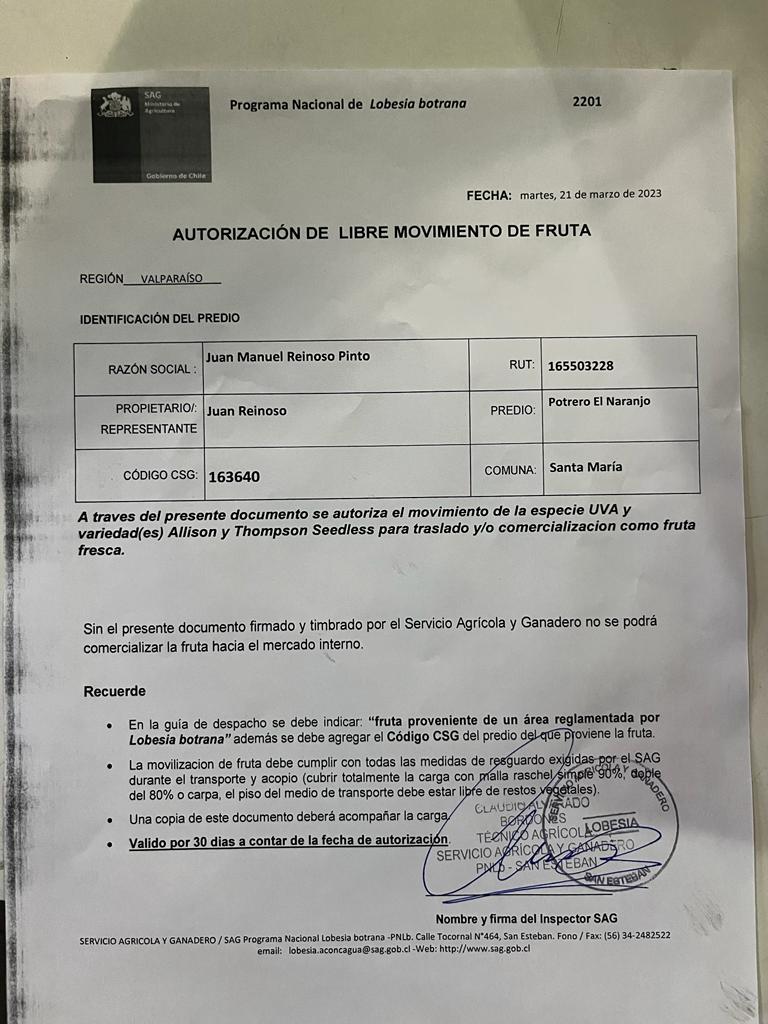 SAG
Ministerio de
Agricultura
Gobierno de Chile
Programa Nacional de Lobesia botrana
2201
FECHA: martes, 21 de marzo de 2023
AUTORIZACIÓN DE LIBRE MOVIMIENTO DE FRUTA
REGIÓN VALPARAÍSO
IDENTIFICACIÓN DEL PREDIO
RAZÓN SOCIAL : Juan Manuel Reinoso Pinto RUT: 165503228
PROPIETARIO/: REPRESENTANTE Juan Reinoso PREDIO: Potrero El Naranjo
CÓDIGO CSG: 163640 COMUNA: Santa María
A traves del presente documento se autoriza el movimiento de la especie UVA y
variedad(es) Allison y Thompson Seedless para traslado y/o comercializacion como fruta
fresca.
Sin el presente documento firmado y timbrado por el Servicio Agrícola y Ganadero no se podrá
comercializar la fruta hacia el mercado interno.
Recuerde
• En la guía de despacho se debe indicar: “fruta proveniente de un área reglamentada por
Lobesia botrana” además se debe agregar el Código CSG del predio del que proviene la fruta.
• La movilizacion de fruta debe cumplir con todas las medidas de resguardo exigidas por el SAG
durante el transporte y acopio (cubrir totalmente la carga con malla raschel simple 90%, doble
del 80% o carpa, el piso del medio de transporte debe estar libre de restos vegetales).
• Una copia de este documento deberá acompañar la carga.
• Valido por 30 dias a contar de la fecha de autorización.
CLAUDIO ALVARADO
BORDONES
TÉCNICO AGRÍCOLA
SERVICIO AGRÍCOLA Y GANADERO
PNLb - SAN ESTEBAN
SERVICIO AGRICOLA Y GANADERO
LOBESIA
SAN ESTEBAN
Nombre y firma del Inspector SAG
SERVICIO AGRICOLA Y GANADERO / SAG Programa Nacional Lobesia botrana -PNLb. Calle Tocornal N°464, San Esteban. Fono / Fax: (56) 34-2482522
email: lobesia.aconcagua@sag.gob.cl -Web: http://www.sag.gob.cl